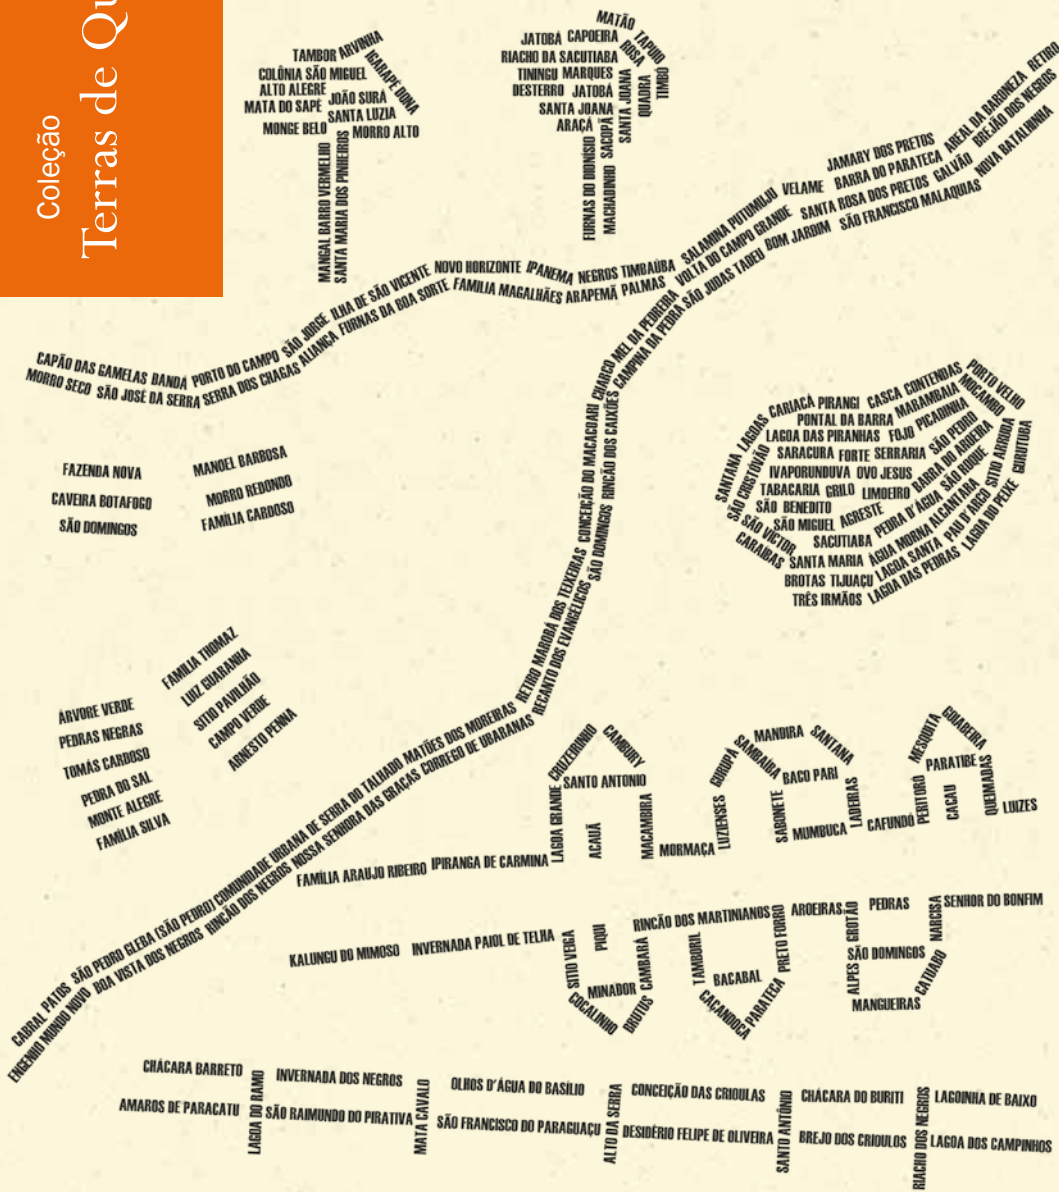 Coleção
Terras de Qu
TAMBOR ARVINHA
IGARAPÉ DONA
COLÔNIA SÃO MIGUEL
ALTO ALEGRE
MATA DO SAPÉ JOÃO SURÁ
SANTA LUZIA
MONGE BELO MORRO ALTO
MANGAL BARRO VERMELHO
SANTA MARIA DOS PINHEIROS
MATÃO
TAPUIO
JATOBÁ CAPOEIRA
ROSA
RIACHO DA SACUTIABA
TIMBÓ
TININGU MARQUES
DESTERRO JATOBÁ
SANTA JOANA
QUADRA
SANTA JOANA
ARAÇÁ
SACOPÃ
FURNAS DO DIONÍSIO
MACHADINHO
CAPÃO DAS GAMELAS BANDÁ PORTO DO CAMPO SÃO JORGE ILHA DE SÃO VICENTE NOVO HORIZONTE IPANEMA NEGROS TIMBAÚBA SALAMINA PUTUMUJU VELAME BARRA DO PARATECA AREAL DA BARONEZA RETIRO
JAMARY DOS PRETOS
MORRO SECO SÃO JOSÉ DA SERRA SERRA DOS CHAGAS ALIANÇA FURNAS DA BOA SORTE FAMILIA MAGALHÃES ARAPEMÃ PALMAS
VOLTA DO CAMPO GRANDE SANTA ROSA DOS PRETOS GALVÃO BREJÃO DOS NEGROS
SÃO JUDAS TADEU BOM JARDIM SÃO FRANCISCO MALAQUIAS NOVA BATALHINHA
CABRAL PATOS SÃO PEDRO GLEBA (SÃO PEDRO) COMUNIDADE URBANA DE SERRA DO TALHADO MATÕES DOS MOREIRAS RETIRO MAROBÁ DOS TEIXEIRAS CONCEIÇÃO DO MACACOARI CHARCO MEL DA PEDREIRA
ENGENHO MUNDO NOVO BOA VISTA DOS NEGROS RINCÃO DOS NEGROS NOSSA SENHORA DAS GRAÇAS CORREGO DE UBARANAS RECANTO DOS EVANGÉLICOS SÃO DOMINGOS RINCÃO DOS CAIXÕES CAMPINA DA PEDRA
FAZENDA NOVA
CAVEIRA BOTAFOGO
SÃO DOMINGOS
MANOEL BARBOSA
MORRO REDONDO
FAMÍLIA CARDOSO
SANTANA LAGOAS CARIACÀ PIRANGI CASCA CONTENDAS PORTO VELHO
PONTAL DA BARRA MARAMBAIA MOCAMBO
SÃO CRISTÓVÃO LAGOA DAS PIRANHAS FOJO PICADINHA
SARACURA FORTE SERRARIA SÃO PEDRO
IVAPORUNDUVA OVO JESUS BARRA DO AROEIRA SITIO ARRUDA
TABACARIA GRILO LIMOEIRO SÃO ROQUE GURUTUBA
SÃO BENEDITO
SÃO MIGUEL AGRESTE PEDRA D'ÁGUA
SÃO VICTOR SACUTIABA ÁGUA MORNA ALCANTARA PAU D'ARCO
CARAIBAS SANTA MARIA LAGOA SANTA LAGOA DO PEIXE
BROTAS TIJUAÇU LAGOA DAS PEDRAS
TRÊS IRMÃOS
FAMILIA THOMAZ
LUIZ GUARANHA
SITIO PAVILHÃO
CAMPO VERDE
ARNESTO PENNA
ÁRVORE VERDE
PEDRAS NEGRAS
TOMÁS CARDOSO
PEDRA DO SAL
MONTE ALEGRE
FAMÍLIA SILVA
FAMÍLIA ARAUJO RIBEIRO IPIRANGA DE CARMINA LAGOA GRANDE
CRUZEIRINHO CAMBURY
SANTO ANTONIO
ACAUÃ
MACAMBIRA
MORMAÇA LUZIENSES
GURUPÁ SAMBAÍBA MANDIRA SANTANA
BACO PARI
SABONETE MUMBUCA LADEIRAS
CAFUNDÓ PERITORÓ
MESQUITA GOIABEIRA
PARATIBE
CACAU
QUEIMADAS LUIZES
KALUNGU DO MIMOSO INVERNADA PAIOL DE TELHA SITIO VEIGA
PIQUI
MINADOR
COCALINHO BRUTUS CAMBARÁ
RINCÃO DOS MARTINIANOS
TAMBORIL
BACABAL
CAÇANDOCA PARATECA PRETO FORRO
AROEIRAS
GROTÃO
PEDRAS
ALPES
SÃO DOMINGOS
MANGUEIRAS
CATUABO
NARCISA
SENHOR DO BONFIM
CHÁCARA BARRETO
AMAROS DE PARACATU
LAGOA DO RAMO
INVERNADA DOS NEGROS
SÃO RAIMUNDO DO PIRATIVA
MATA CAVALO
OLHOS D'ÁGUA DO BASÍLIO
SÃO FRANCISCO DO PARAGUAÇU
ALTO DA SERRA
CONCEIÇÃO DAS CRIOULAS
DESIDÉRIO FELIPE DE OLIVEIRA
SANTO ANTÔNIO
CHÁCARA DO BURITI
BREJO DOS CRIOULOS
RIACHO DOS NEGROS
LAGOINHA DE BAIXO
LAGOA DOS CAMPINHOS